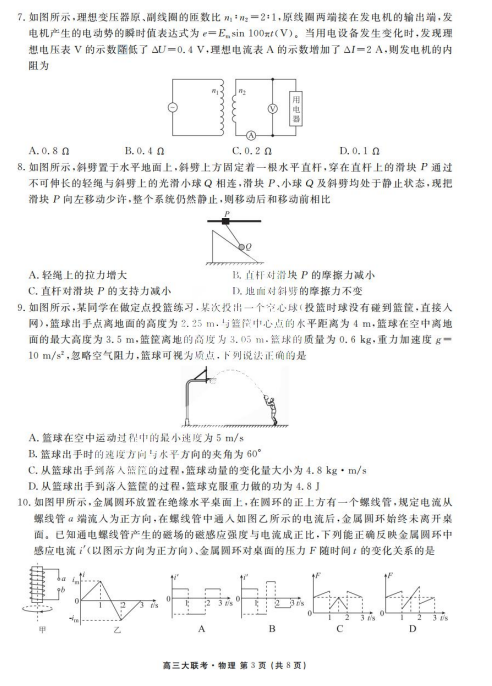 7. 如图所示,理想变压器原、副线圈的匝数比 n₁∶n₂=2∶1,原线圈两端接在发电机的输出端,发
电机产生的电动势的瞬时值表达式为 e=Eₘsin 100πt(V)。当用电设备发生变化时,发现理
想电压表 V 的示数降低了 ΔU=0.4 V,理想电流表 A 的示数增加了 ΔI=2 A,则发电机的内
阻为
n₁ n₂ V 用电器
A
A. 0.8 Ω B. 0.4 Ω C. 0.2 Ω D. 0.1 Ω
8. 如图所示,斜劈置于水平地面上,斜劈上方固定着一根水平直杆,穿在直杆上的滑块 P 通过
不可伸长的轻绳与斜劈上的光滑小球 Q 相连,滑块 P、小球 Q 及斜劈均处于静止状态,现把
滑块 P 向左移动少许,整个系统仍然静止,则移动后和移动前相比
P
Q
A. 轻绳上的拉力增大 B. 直杆对滑块 P 的摩擦力减小
C. 直杆对滑块 P 的支持力减小 D. 地面对斜劈的摩擦力不变
9. 如图所示,某同学在做定点投篮练习,某次投出一个空心球(投篮时球没有碰到篮筐,直接入
网),篮球出手点离地面的高度为 2.25 m,与篮筐中心点的水平距离为 4 m,篮球在空中离地
面的最大高度为 3.5 m,篮筐离地的高度为 3.05 m,篮球的质量为 0.6 kg,重力加速度 g=
10 m/s²,忽略空气阻力,篮球可视为质点,下列说法正确的是
A. 篮球在空中运动过程中的最小速度为 5 m/s
B. 篮球出手时的速度方向与水平方向的夹角为 60°
C. 从篮球出手到落入篮筐的过程,篮球动量的变化量大小为 4.8 kg·m/s
D. 从篮球出手到落入篮筐的过程,篮球克服重力做的功为 4.8 J
10. 如图甲所示,金属圆环放置在绝缘水平桌面上,在圆环的正上方有一个螺线管,规定电流从
螺线管 a 端流入为正方向,在螺线管中通入如图乙所示的电流后,金属圆环始终未离开桌
面。已知通电螺线管产生的磁场的磁感应强度与电流成正比,下列能正确反映金属圆环中
感应电流 i′(以图示方向为正方向)、金属圆环对桌面的压力 F 随时间 t 的变化关系的是
a b i iₘ 0 1 2 3 t/s -iₘ
i′ 0 1 2 3 t/s
i′ 0 1 2 3 t/s
F 0 1 2 3 t/s
F 0 1 2 3 t/s
甲 乙 A B C D
高三大联考·物理 第 3 页(共 8 页)